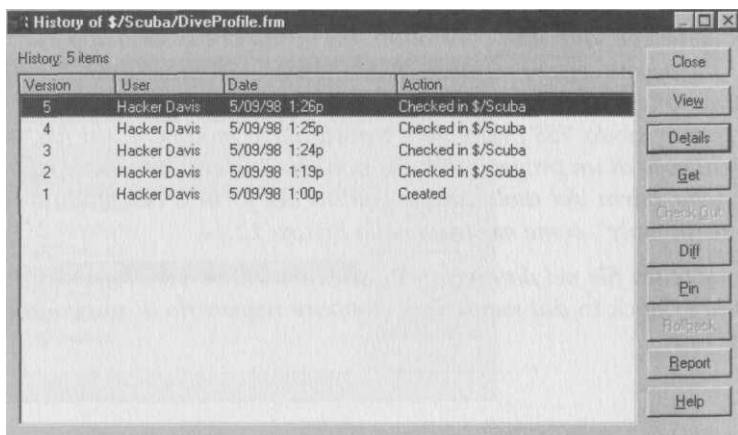 History of $/Scuba/DiveProfile.frm
History: 5 items
Version User Date Action
5 Hacker Davis 5/09/98 1:26p Checked in $/Scuba
4 Hacker Davis 5/09/98 1:25p Checked in $/Scuba
3 Hacker Davis 5/09/98 1:24p Checked in $/Scuba
2 Hacker Davis 5/09/98 1:19p Checked in $/Scuba
1 Hacker Davis 5/09/98 1:00p Created
Close
View
Details
Get
Check Out
Diff
Pin
Rollback
Report
Help